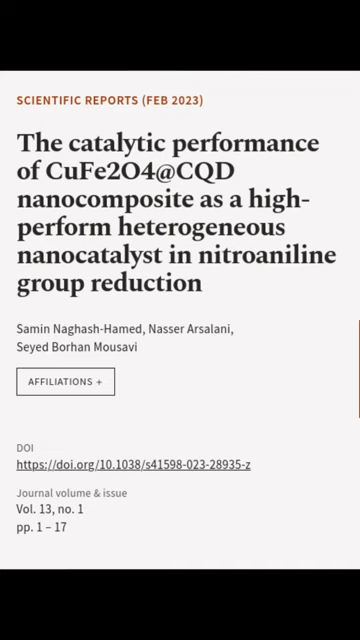 SCIENTIFIC REPORTS (FEB 2023)
The catalytic performance
of CuFe2O4@CQD
nanocomposite as a high-
perform heterogeneous
nanocatalyst in nitroaniline
group reduction
Samin Naghash-Hamed, Nasser Arsalani,
Seyed Borhan Mousavi
AFFILIATIONS +
DOI
https://doi.org/10.1038/s41598-023-28935-z
Journal volume & issue
Vol. 13, no. 1
pp. 1 – 17